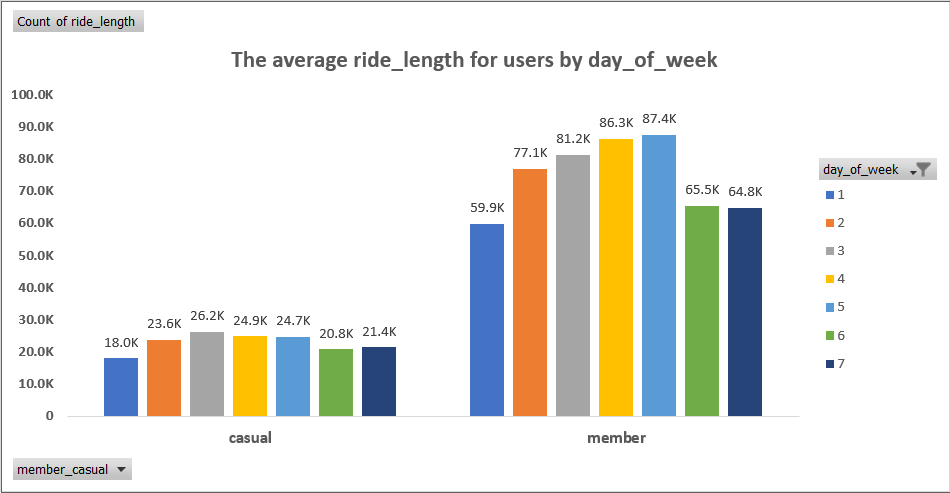 Count of ride_length
The average ride_length for users by day_of_week
100.0K
90.0K
80.0K
70.0K
60.0K
50.0K
40.0K
30.0K
20.0K
10.0K
0
18.0K
23.6K
26.2K
24.9K
24.7K
20.8K
21.4K
59.9K
77.1K
81.2K
86.3K
87.4K
65.5K
64.8K
casual
member
day_of_week
1
2
3
4
5
6
7
member_casual